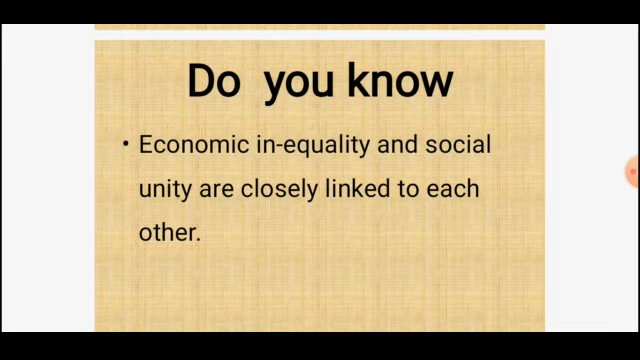 Do you know
• Economic in-equality and social
unity are closely linked to each
other.